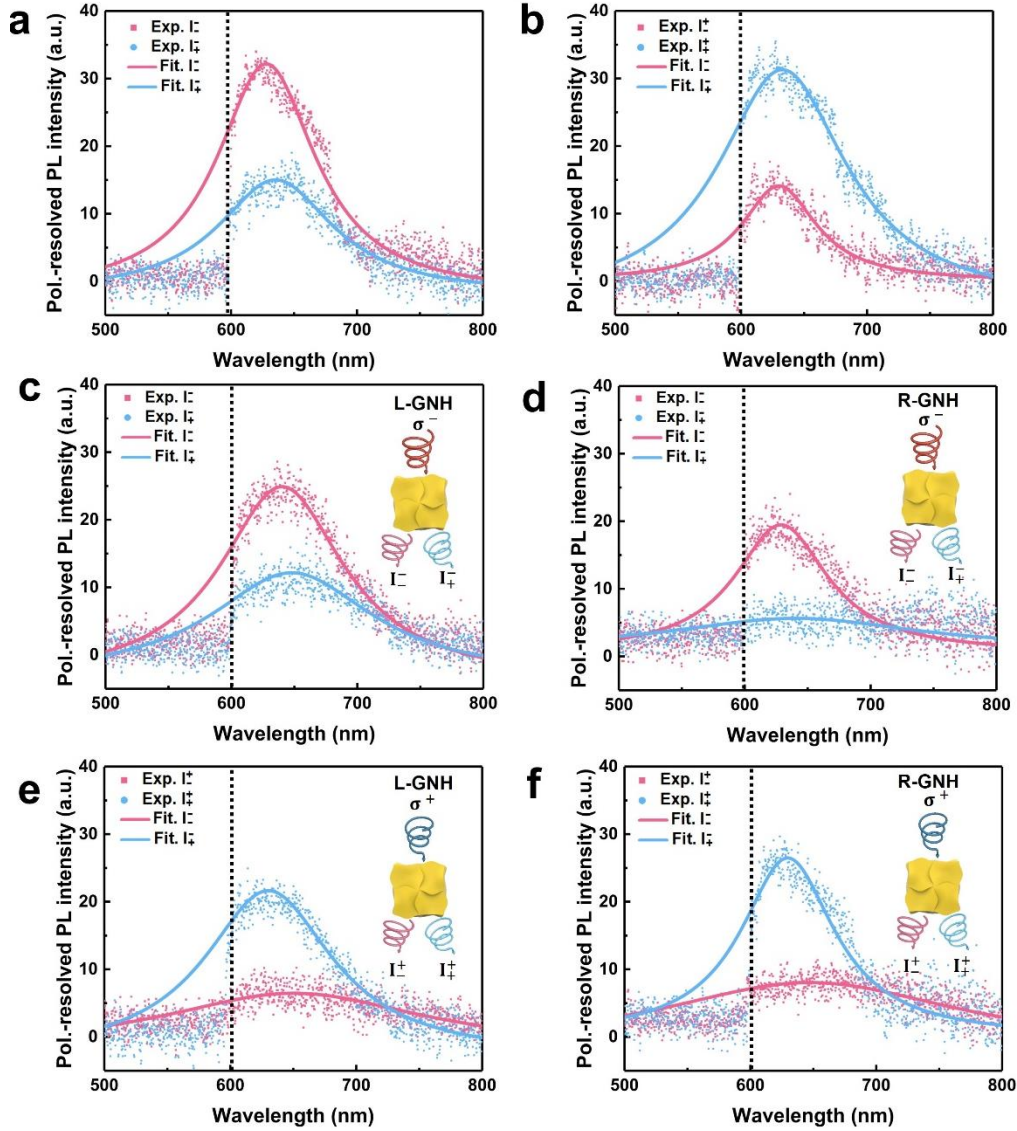 a
Pol.-resolved PL intensity (a.u.)
Exp. I₋⁻
Exp. I₊⁻
Fit. I₋⁻
Fit. I₊⁻
40
30
20
10
0
500 600 700 800
Wavelength (nm)
b
Pol.-resolved PL intensity (a.u.)
Exp. I₋⁺
Exp. I₊⁺
Fit. I₋⁻
Fit. I₊⁻
40
30
20
10
0
500 600 700 800
Wavelength (nm)
c
Pol.-resolved PL intensity (a.u.)
Exp. I₋⁻
Exp. I₊⁻
Fit. I₋⁻
Fit. I₊⁻
L-GNH
σ⁻
I₋⁻ I₊⁻
40
30
20
10
0
500 600 700 800
Wavelength (nm)
d
Pol.-resolved PL intensity (a.u.)
Exp. I₋⁻
Exp. I₊⁻
Fit. I₋⁻
Fit. I₊⁻
R-GNH
σ⁻
I₋⁻ I₊⁻
40
30
20
10
0
500 600 700 800
Wavelength (nm)
e
Pol.-resolved PL intensity (a.u.)
Exp. I₋⁺
Exp. I₊⁺
Fit. I₋⁻
Fit. I₊⁻
L-GNH
σ⁺
I₋⁺ I₊⁺
40
30
20
10
0
500 600 700 800
Wavelength (nm)
f
Pol.-resolved PL intensity (a.u.)
Exp. I₋⁺
Exp. I₊⁺
Fit. I₋⁻
Fit. I₊⁻
R-GNH
σ⁺
I₋⁺ I₊⁺
40
30
20
10
0
500 600 700 800
Wavelength (nm)